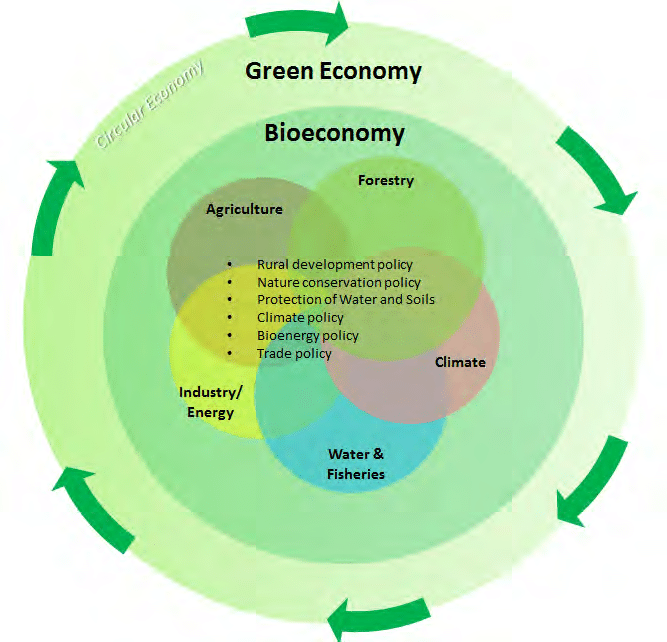 Green Economy
Circular Economy
Bioeconomy
Forestry
Agriculture
• Rural development policy
• Nature conservation policy
• Protection of Water and Soils
• Climate policy
• Bioenergy policy
• Trade policy
Climate
Industry/
Energy
Water &
Fisheries